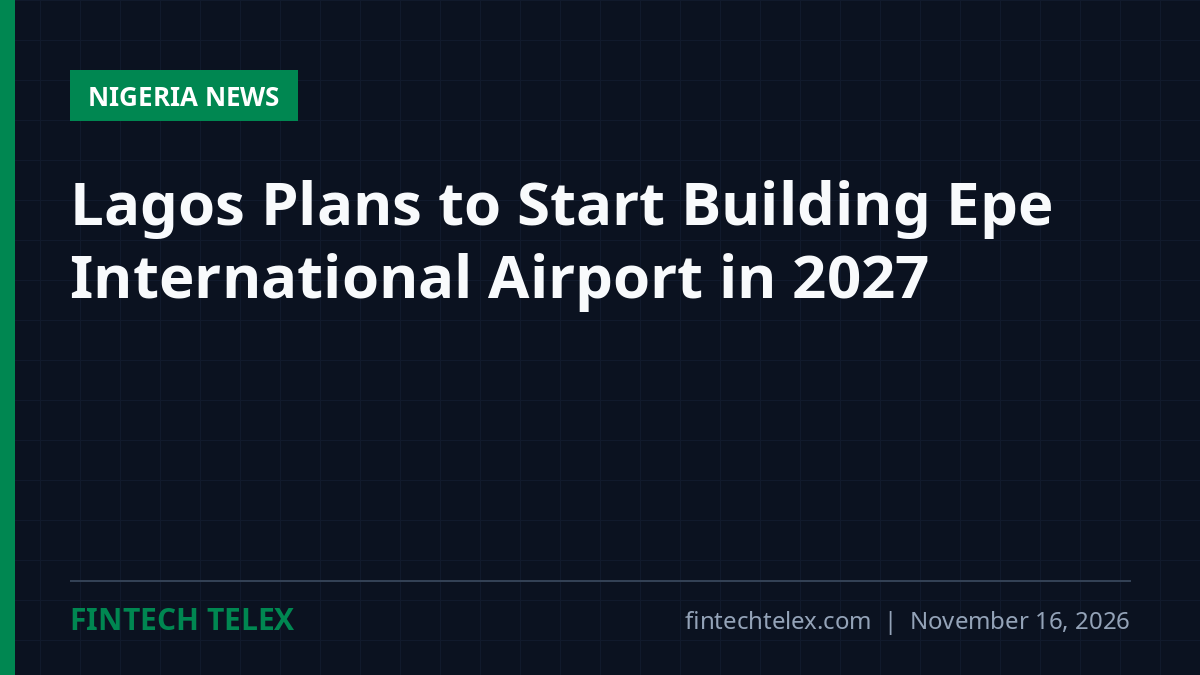 NIGERIA NEWS
Lagos Plans to Start Building Epe
International Airport in 2027
FINTECH TELEX
fintechtelex.com | November 16, 2026